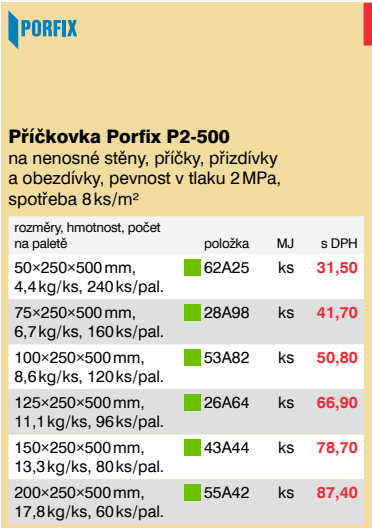 PORFIX
Příčkovka Porfix P2-500
na nenosné stěny, příčky, přizdívky
a obezdívky, pevnost v tlaku 2 MPa,
spotřeba 8 ks/m²
rozměry, hmotnost, počet
na paletě položka MJ s DPH
50×250×500 mm, 62A25 ks 31,50
4,4 kg/ks, 240 ks/pal.
75×250×500 mm, 28A98 ks 41,70
6,7 kg/ks, 160 ks/pal.
100×250×500 mm, 53A82 ks 50,80
8,6 kg/ks, 120 ks/pal.
125×250×500 mm, 26A64 ks 66,90
11,1 kg/ks, 96 ks/pal.
150×250×500 mm, 43A44 ks 78,70
13,3 kg/ks, 80 ks/pal.
200×250×500 mm, 55A42 ks 87,40
17,8 kg/ks, 60 ks/pal.